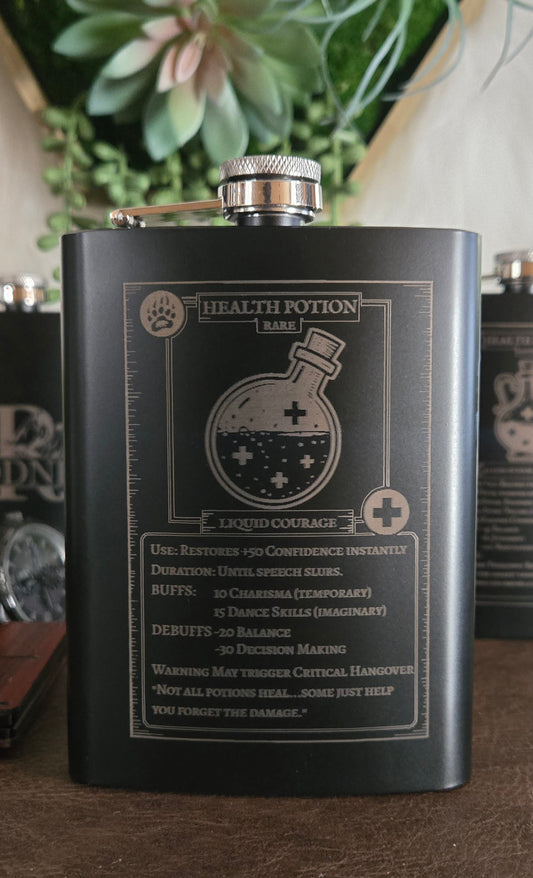 HEALTH POTION
RARE
LIQUID COURAGE
USE: RESTORES +50 CONFIDENCE INSTANTLY
DURATION: UNTIL SPEECH SLURS.
BUFFS: 10 CHARISMA (TEMPORARY)
15 DANCE SKILLS (IMAGINARY)
DEBUFFS -20 BALANCE
-30 DECISION MAKING
WARNING MAY TRIGGER CRITICAL HANGOVER
"NOT ALL POTIONS HEAL...SOME JUST HELP
YOU FORGET THE DAMAGE."
HEALTH